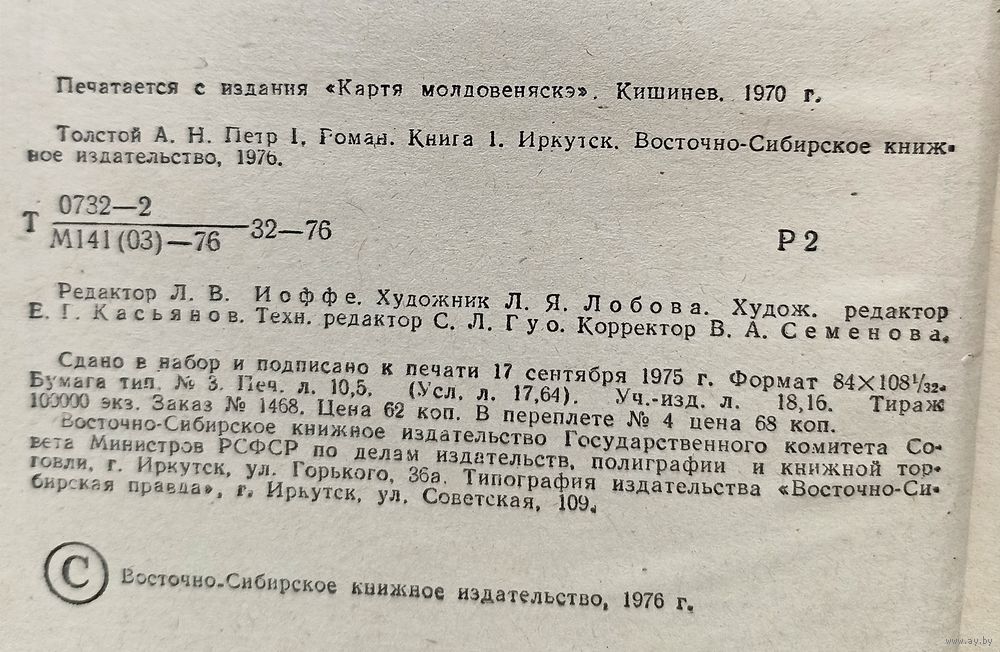 Печатается с издания «Картя молдовеняскэ». Кишинев. 1970 г.
Толстой А. Н. Петр I. Роман. Книга 1. Иркутск. Восточно-Сибирское книж-
ное издательство, 1976.
Т 0732—2
М141(03)—76 32—76
Р2
Редактор Л. В. Иоффе. Художник Л. Я. Лобова. Худож. редактор
Е. Г. Касьянов. Техн. редактор С. Л. Гуо. Корректор В. А. Семенова.
Сдано в набор и подписано к печати 17 сентября 1975 г. Формат 84×108¹/₃₂.
Бумага тип. № 3. Печ. л. 10,5. (Усл. л. 17,64). Уч.-изд. л. 18,16. Тираж
100000 экз. Заказ № 1468. Цена 62 коп. В переплете № 4 цена 68 коп.
Восточно-Сибирское книжное издательство Государственного комитета Со-
вета Министров РСФСР по делам издательств, полиграфии и книжной тор-
говли, г. Иркутск, ул. Горького, 36а. Типография издательства «Восточно-Си-
бирская правда», г. Иркутск, ул. Советская, 109.
© Восточно-Сибирское книжное издательство, 1976 г.
www.ay.by